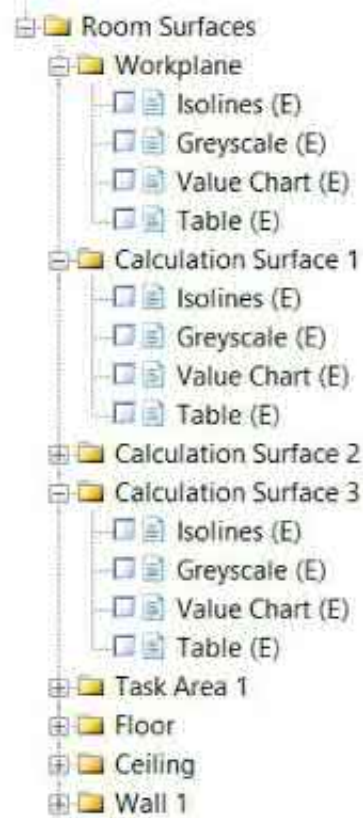 Room Surfaces
Workplane
Isolines (E)
Greyscale (E)
Value Chart (E)
Table (E)
Calculation Surface 1
Isolines (E)
Greyscale (E)
Value Chart (E)
Table (E)
Calculation Surface 2
Calculation Surface 3
Isolines (E)
Greyscale (E)
Value Chart (E)
Table (E)
Task Area 1
Floor
Ceiling
Wall 1